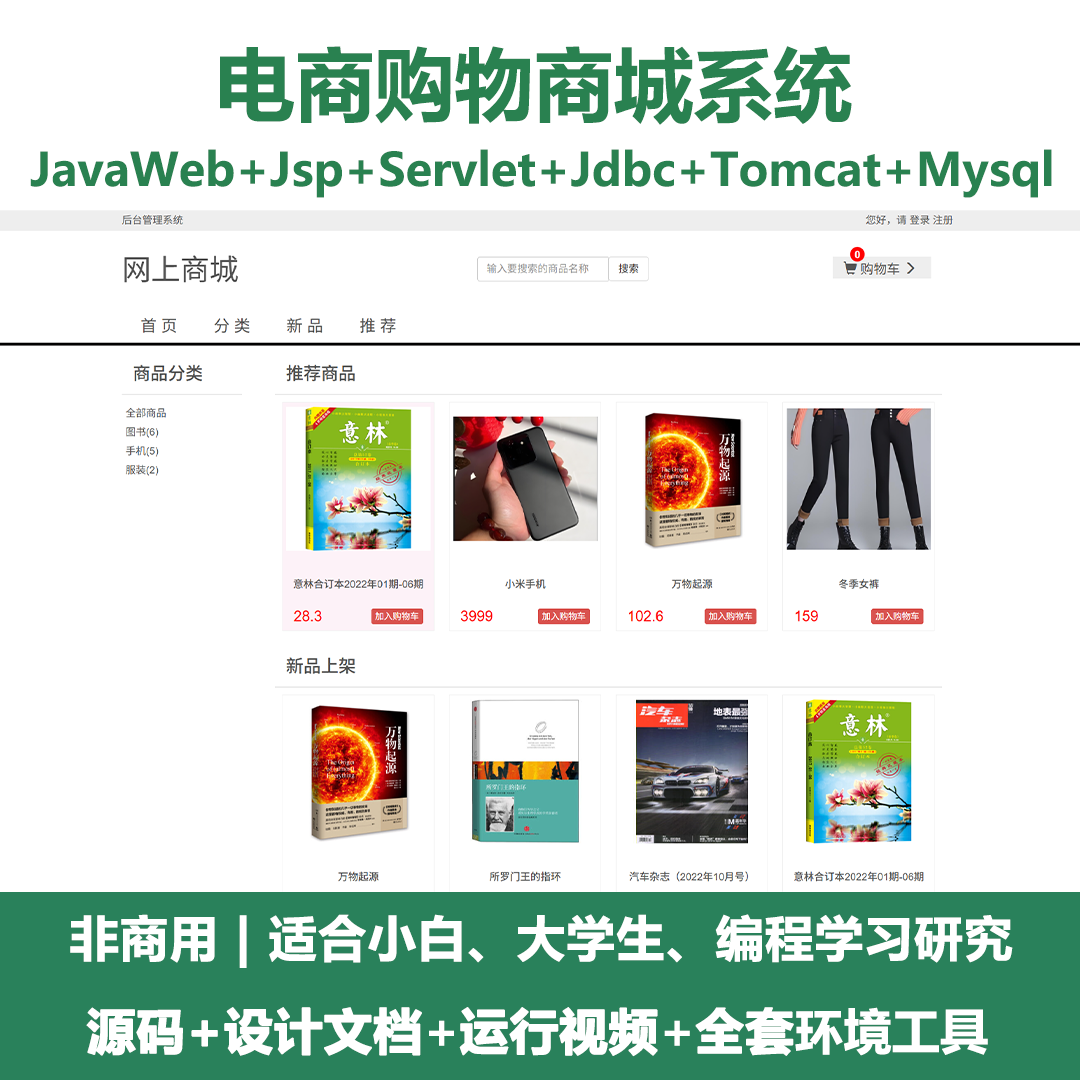 电商购物商城系统
JavaWeb+Jsp+Servlet+Jdbc+Tomcat+Mysql
后台管理系统
您好，请 登录 注册
网上商城
输入要搜索的商品名称
搜索
0
购物车
首 页
分 类
新 品
推 荐
商品分类
全部商品
图书(6)
手机(5)
服装(2)
推荐商品
意林
万物起源
The Origin
of (almost)
Everything
意林合订本2022年01期-06期
小米手机
万物起源
冬季女裤
28.3
加入购物车
3999
加入购物车
102.6
加入购物车
159
加入购物车
新品上架
万物起源
The Origin
of (almost)
Everything
所罗门王的指环
汽车
杂志
地表最强
意林
万物起源
所罗门王的指环
汽车杂志（2022年10月号）
意林合订本2022年01期-06期
非商用 | 适合小白、大学生、编程学习研究
源码+设计文档+运行视频+全套环境工具